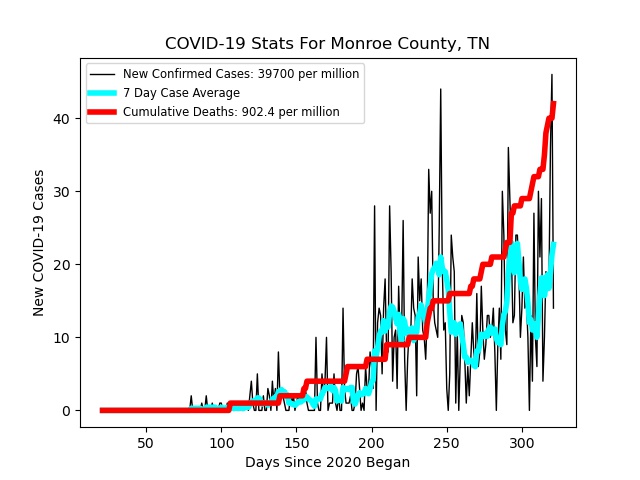 COVID-19 Stats For Monroe County, TN
New Confirmed Cases: 39700 per million
7 Day Case Average
Cumulative Deaths: 902.4 per million
New COVID-19 Cases
40
30
20
10
0
50
100
150
200
250
300
Days Since 2020 Began